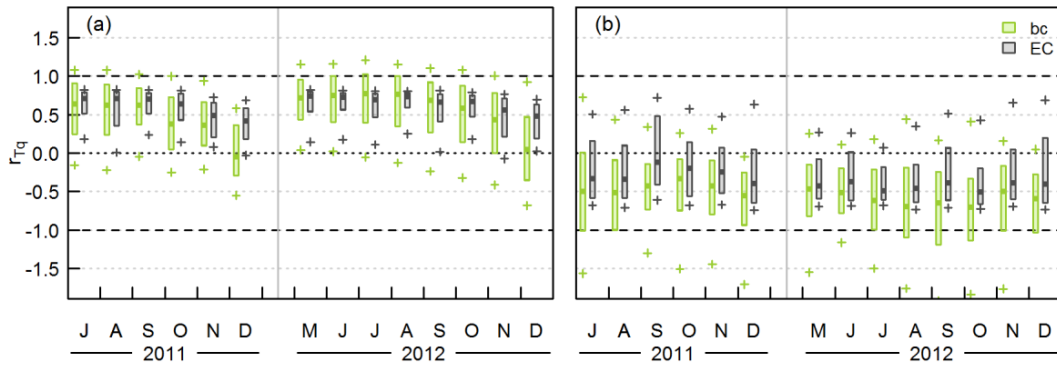 (a)
(b)
bc
EC
r_Tq
1.5
1.0
0.5
0.0
-0.5
-1.0
-1.5
J A S O N D M J J A S O N D
J A S O N D M J J A S O N D
2011 2012 2011 2012